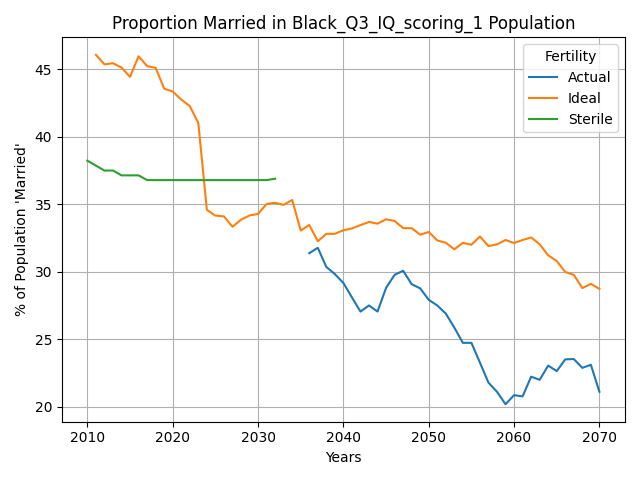 Proportion Married in Black_Q3_IQ_scoring_1 Population
Fertility
Actual
Ideal
Sterile
% of Population 'Married'
45
40
35
30
25
20
2010 2020 2030 2040 2050 2060 2070
Years